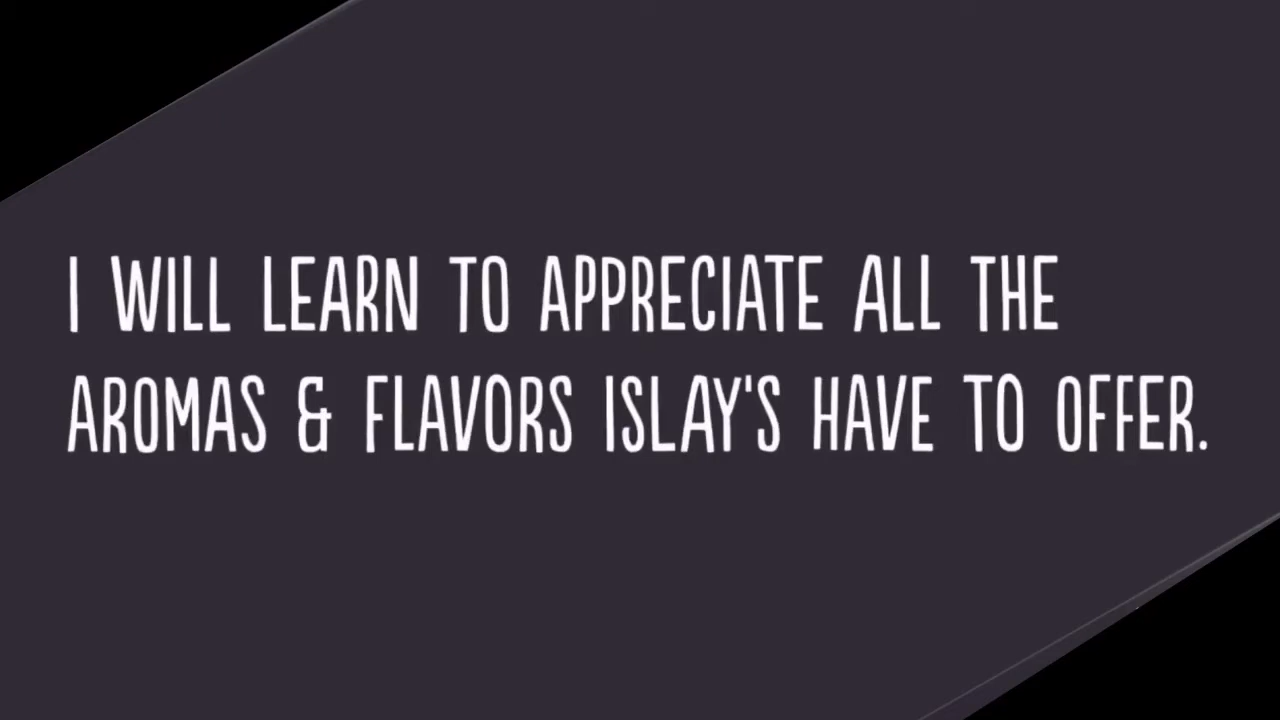 I WILL LEARN TO APPRECIATE ALL THE
AROMAS & FLAVORS ISLAY'S HAVE TO OFFER.